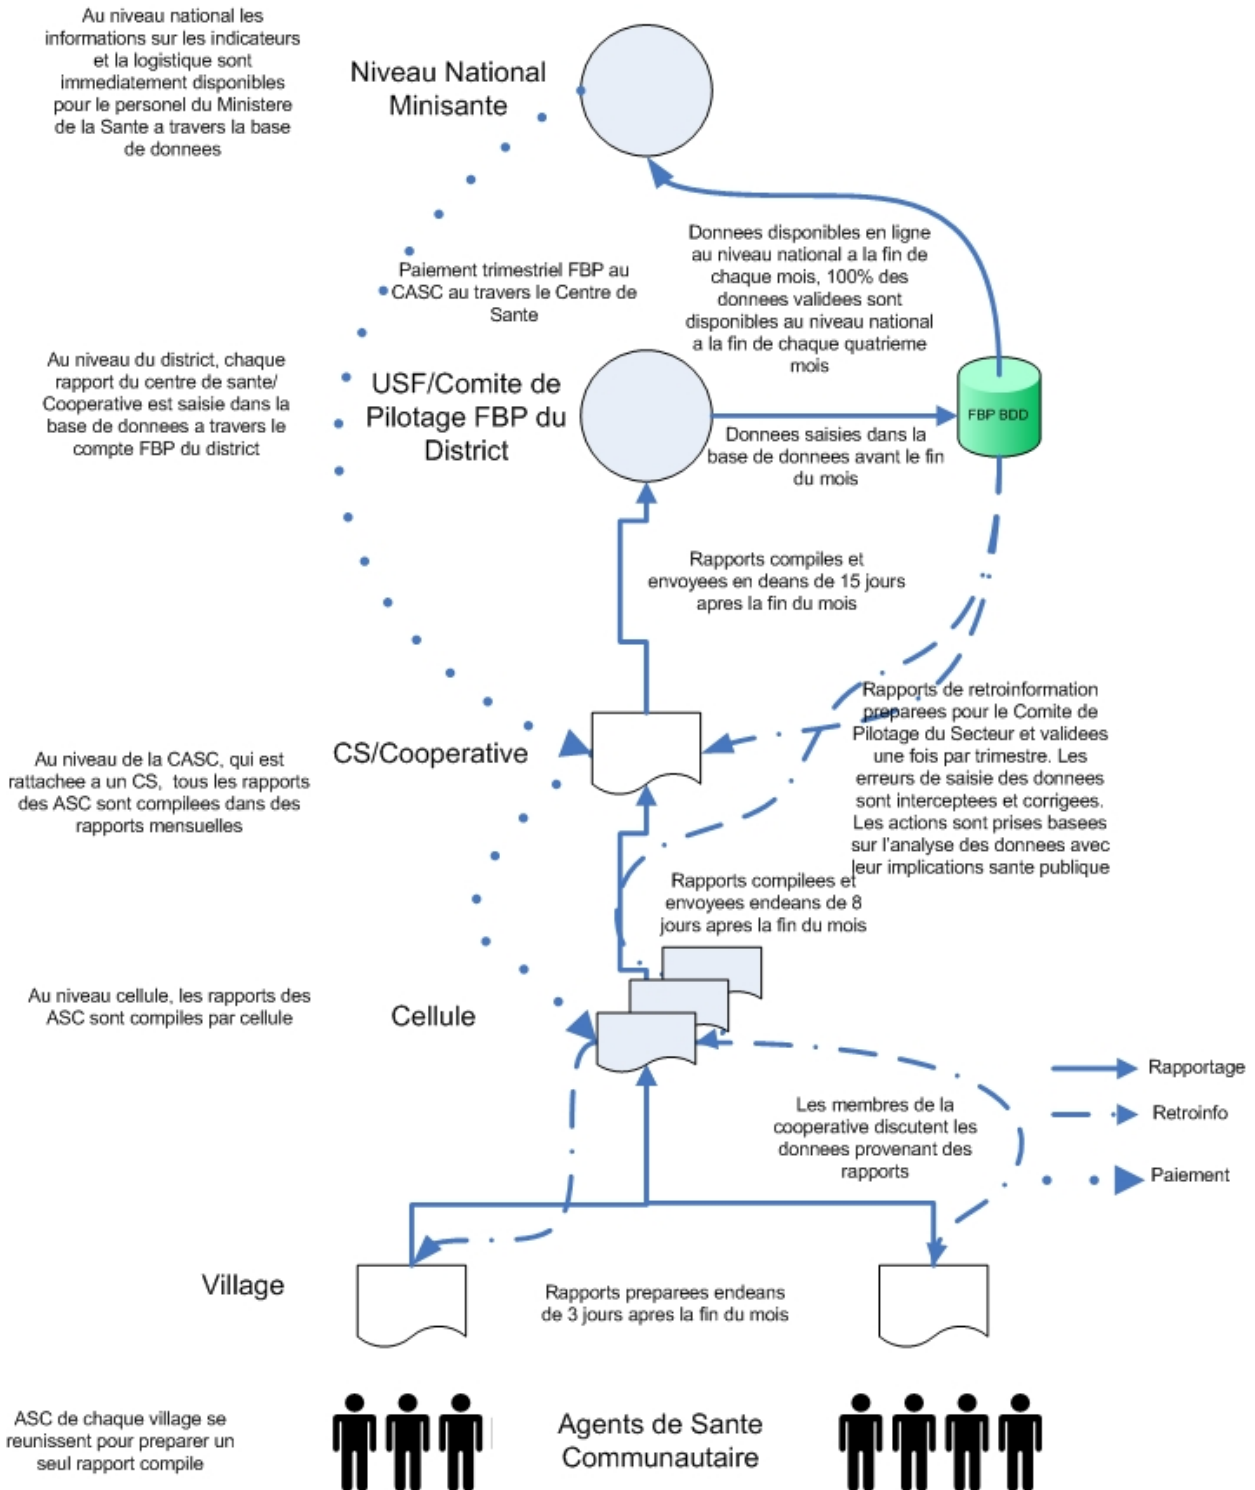 Au niveau national les
informations sur les indicateurs
et la logistique sont
immediatement disponibles
pour le personel du Ministere
de la Sante a travers la base
de donnees
Niveau National
Minisante
Paiement trimestriel FBP au
CASC au travers le Centre de
Sante
Donnees disponibles en ligne
au niveau national a la fin de
chaque mois, 100% des
donnees validees sont
disponibles au niveau national
a la fin de chaque quatrieme
mois
Au niveau du district, chaque
rapport du centre de sante/
Cooperative est saisie dans la
base de donnees a travers le
compte FBP du district
USF/Comite de
Pilotage FBP du
District
FBP BDD
Donnees saisies dans la
base de donnees avant le fin
du mois
Rapports compiles et
envoyees en deans de 15 jours
apres la fin du mois
Rapports de retroinformation
preparees pour le Comite de
Pilotage du Secteur et validees
une fois par trimestre. Les
erreurs de saisie des donnees
sont interceptees et corrigees.
Les actions sont prises basees
sur l'analyse des donnees avec
leur implications sante publique
Au niveau de la CASC, qui est
rattachee a un CS, tous les rapports
des ASC sont compilees dans des
rapports mensuelles
CS/Cooperative
Rapports compilees et
envoyees endeans de 8
jours apres la fin du mois
Au niveau cellule, les rapports des
ASC sont compiles par cellule
Cellule
Les membres de la
cooperative discutent les
donnees provenant des
rapports
Rapportage
Retroinfo
Paiement
Village
Rapports preparees endeans
de 3 jours apres la fin du mois
ASC de chaque village se
reunissent pour preparer un
seul rapport compile
Agents de Sante
Communautaire